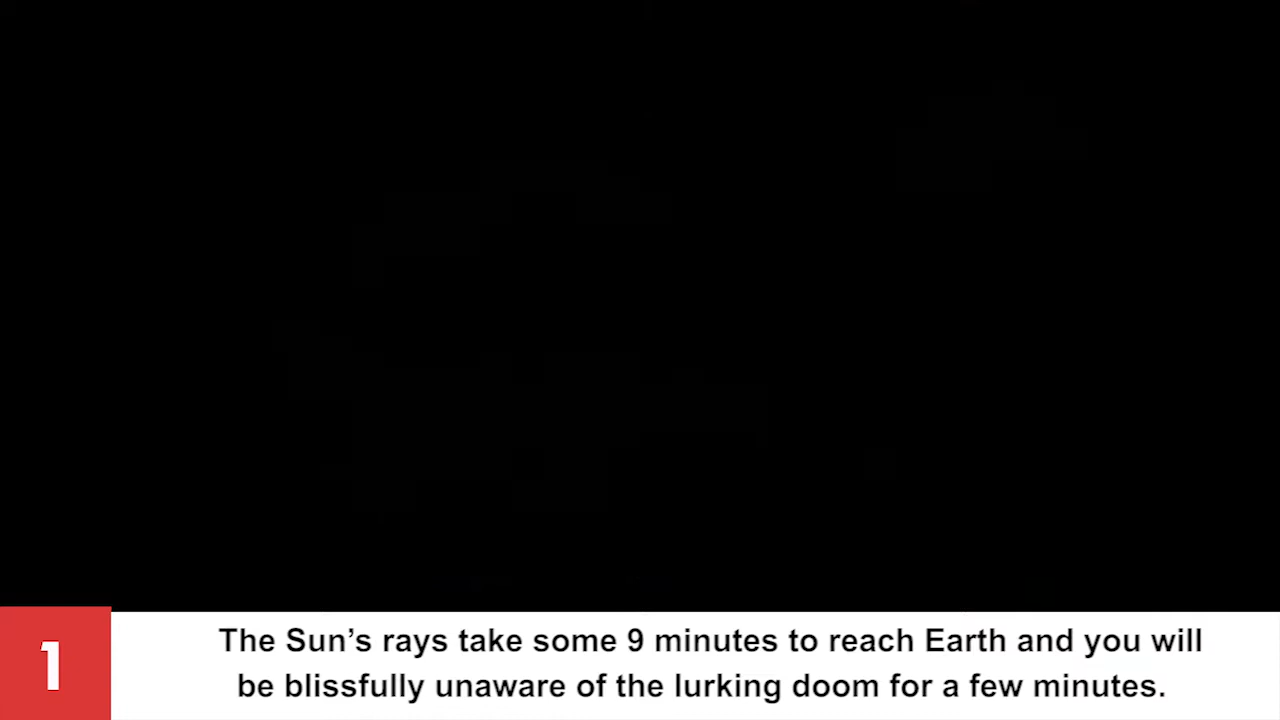 1
The Sun’s rays take some 9 minutes to reach Earth and you will
be blissfully unaware of the lurking doom for a few minutes.